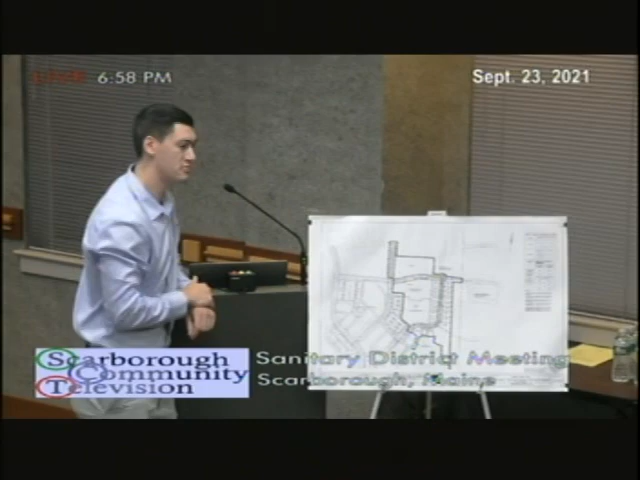 6:58 PM
Sept. 23, 2021
Scarborough
Community
Television
Sanitary District Meeting
Scarborough, Maine